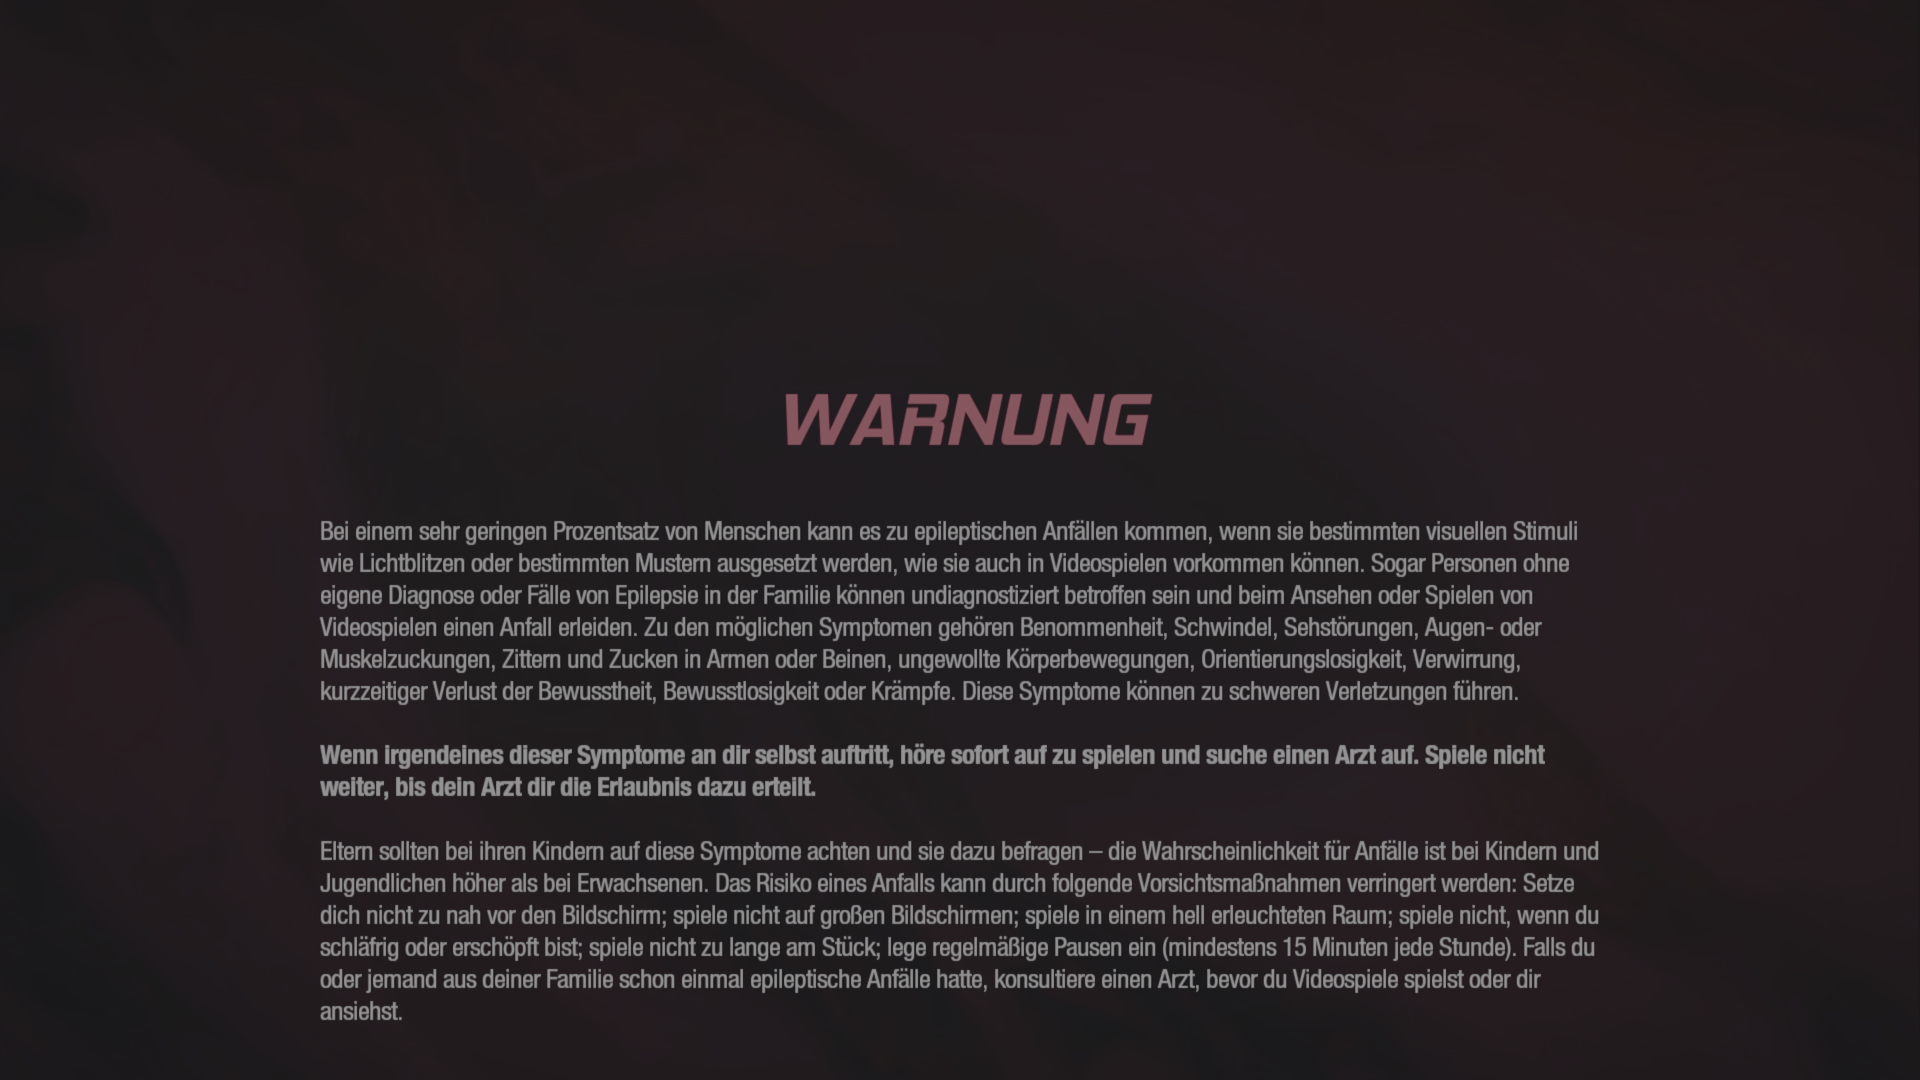 WARNUNG
Bei einem sehr geringen Prozentsatz von Menschen kann es zu epileptischen Anfällen kommen, wenn sie bestimmten visuellen Stimuli
wie Lichtblitzen oder bestimmten Mustern ausgesetzt werden, wie sie auch in Videospielen vorkommen können. Sogar Personen ohne
eigene Diagnose oder Fälle von Epilepsie in der Familie können undiagnostiziert betroffen sein und beim Ansehen oder Spielen von
Videospielen einen Anfall erleiden. Zu den möglichen Symptomen gehören Benommenheit, Schwindel, Sehstörungen, Augen- oder
Muskelzuckungen, Zittern und Zucken in Armen oder Beinen, ungewollte Körperbewegungen, Orientierungslosigkeit, Verwirrung,
kurzzeitiger Verlust der Bewusstheit, Bewusstlosigkeit oder Krämpfe. Diese Symptome können zu schweren Verletzungen führen.
Wenn irgendeines dieser Symptome an dir selbst auftritt, höre sofort auf zu spielen und suche einen Arzt auf. Spiele nicht
weiter, bis dein Arzt dir die Erlaubnis dazu erteilt.
Eltern sollten bei ihren Kindern auf diese Symptome achten und sie dazu befragen – die Wahrscheinlichkeit für Anfälle ist bei Kindern und
Jugendlichen höher als bei Erwachsenen. Das Risiko eines Anfalls kann durch folgende Vorsichtsmaßnahmen verringert werden: Setze
dich nicht zu nah vor den Bildschirm; spiele nicht auf großen Bildschirmen; spiele in einem hell erleuchteten Raum; spiele nicht, wenn du
schläfrig oder erschöpft bist; spiele nicht zu lange am Stück; lege regelmäßige Pausen ein (mindestens 15 Minuten jede Stunde). Falls du
oder jemand aus deiner Familie schon einmal epileptische Anfälle hatte, konsultiere einen Arzt, bevor du Videospiele spielst oder dir
ansiehst.